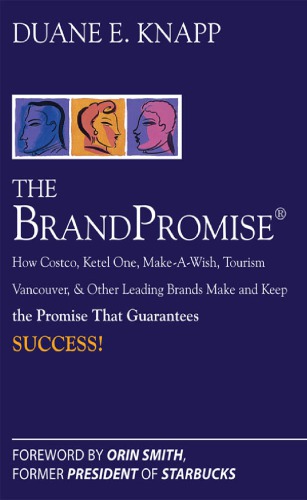 DUANE E. KNAPP
THE
BRANDPROMISE®
How Costco, Ketel One, Make-A-Wish, Tourism
Vancouver, & Other Leading Brands Make and Keep
the Promise That Guarantees
SUCCESS!
FOREWORD BY ORIN SMITH,
FORMER PRESIDENT OF STARBUCKS